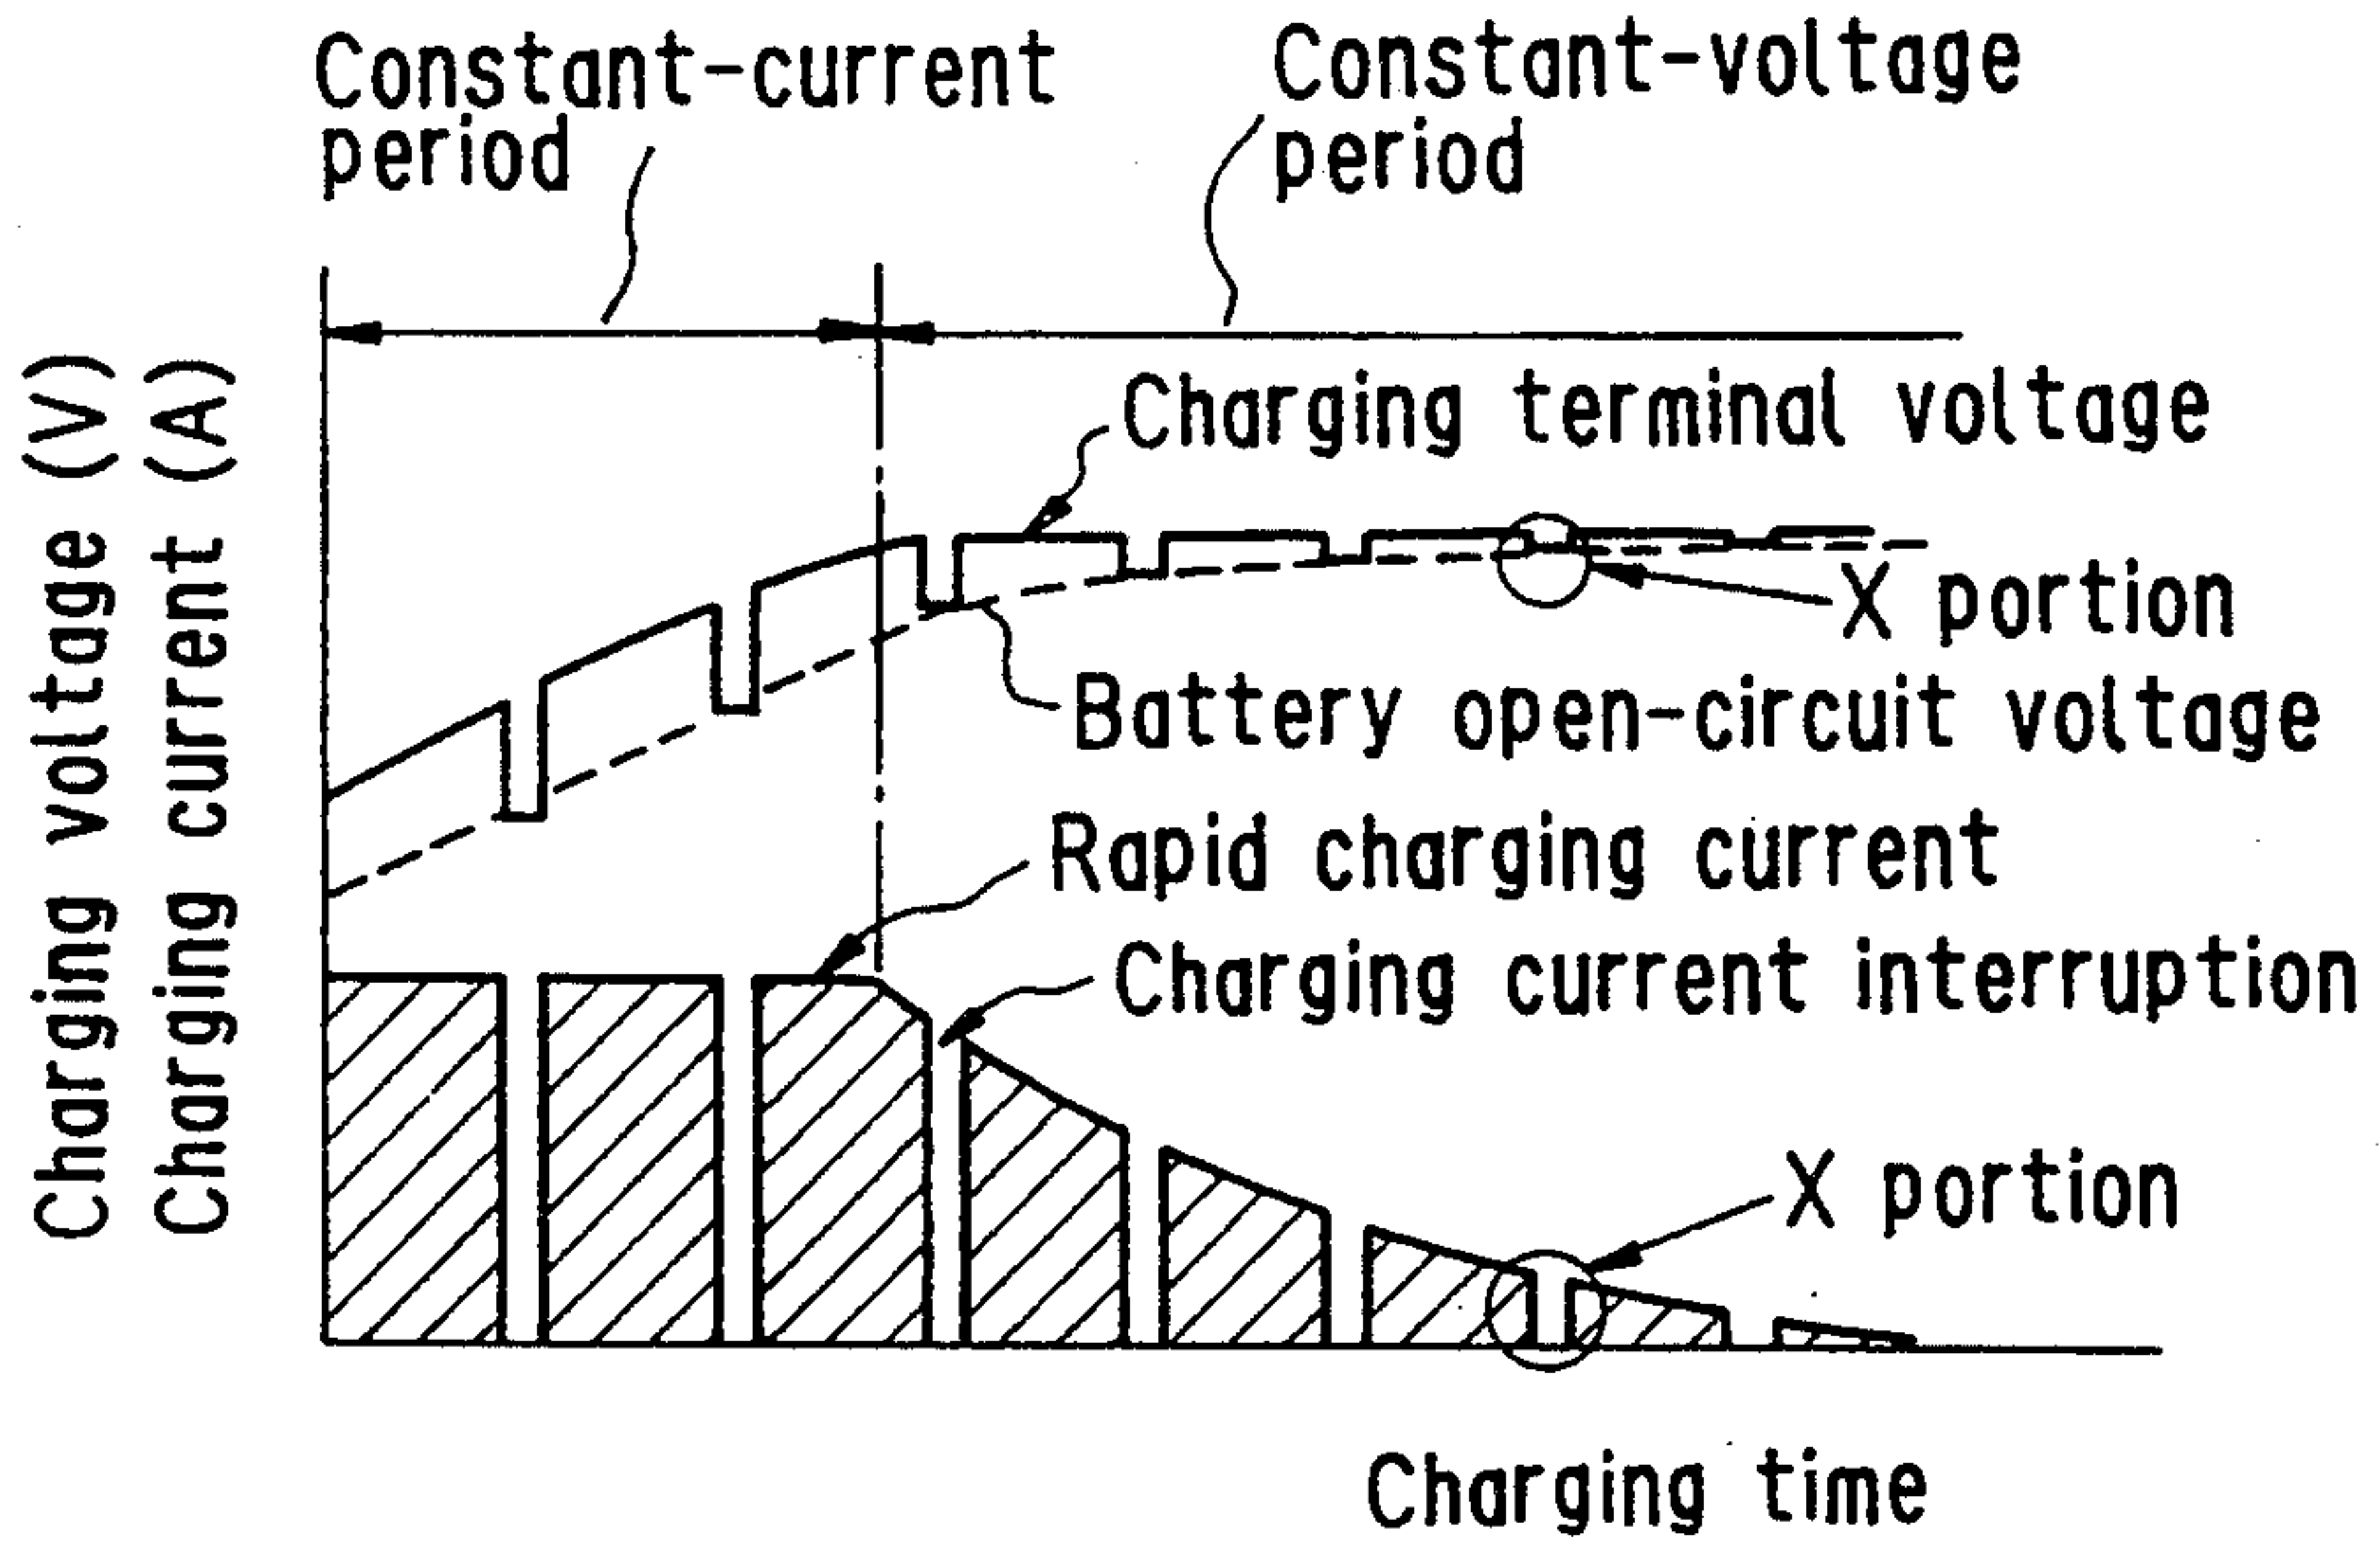 Constant-current
period
Constant-voltage
period
Charging voltage (V)
Charging current (A)
Charging terminal voltage
X portion
Battery open-circuit voltage
Rapid charging current
Charging current interruption
X portion
Charging time